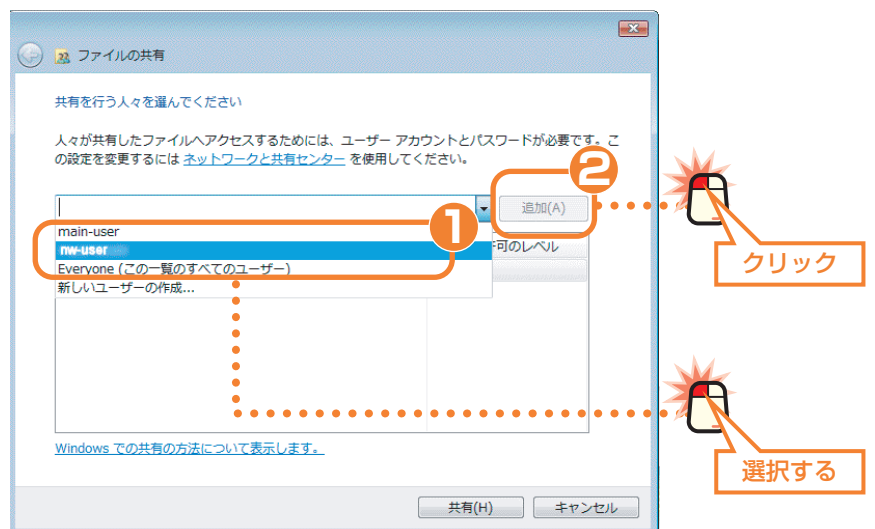 ファイルの共有
共有を行う人々を選んでください
人々が共有したファイルへアクセスするためには、ユーザー アカウントとパスワードが必要です。こ
の設定を変更するには ネットワークと共有センター を使用してください。
2
追加(A)
1
main-user
nw-user
可のレベル
Everyone (この一覧のすべてのユーザー)
新しいユーザーの作成...
クリック
選択する
Windows での共有の方法について表示します。
共有(H)
キャンセル